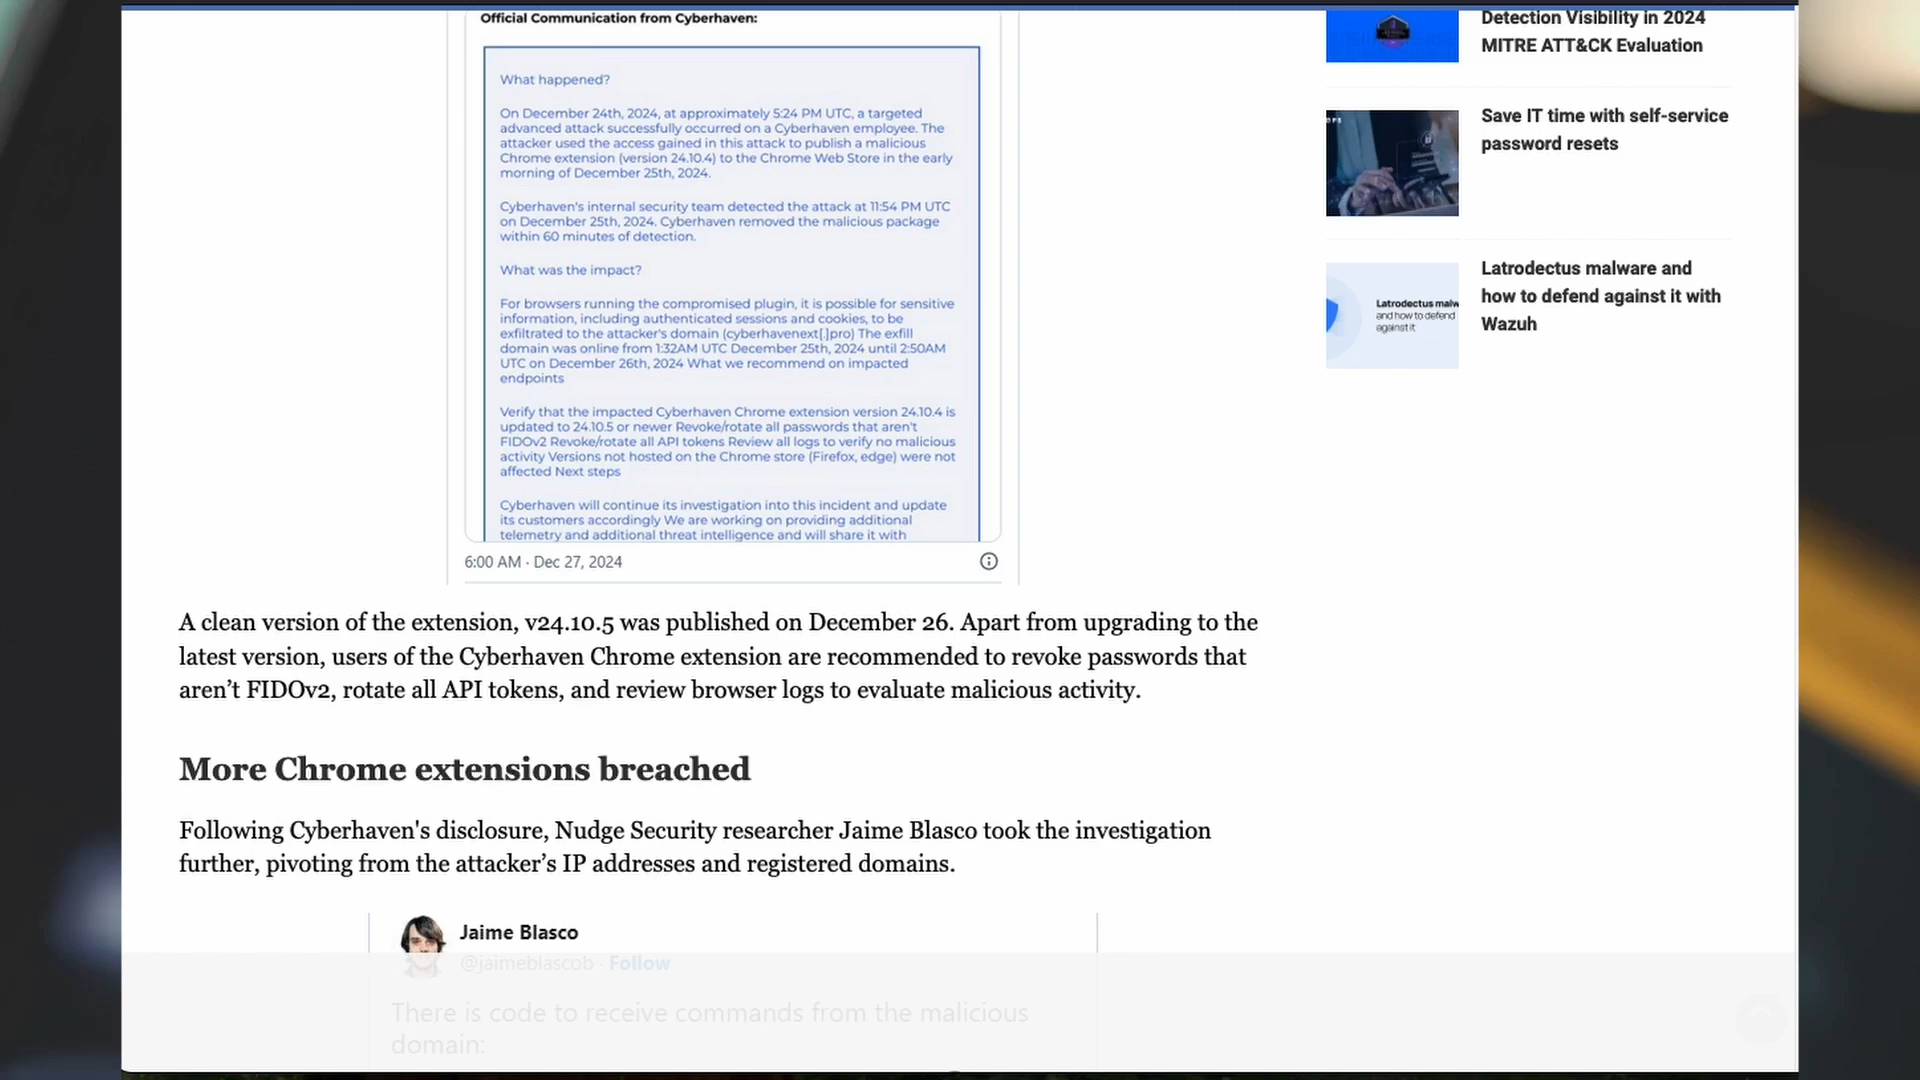 Official Communication from Cyberhaven:
What happened?
On December 24th, 2024, at approximately 5:24 PM UTC, a targeted
advanced attack successfully occurred on a Cyberhaven employee. The
attacker used the access gained in this attack to publish a malicious
Chrome extension (version 24.10.4) to the Chrome Web Store in the early
morning of December 25th, 2024.
Cyberhaven's internal security team detected the attack at 11:54 PM UTC
on December 25th, 2024. Cyberhaven removed the malicious package
within 60 minutes of detection.
What was the impact?
For browsers running the compromised plugin, it is possible for sensitive
information, including authenticated sessions and cookies, to be
exfiltrated to the attacker's domain (cyberhavenext[.]pro) The exfill
domain was online from 1:32AM UTC December 25th, 2024 until 2:50AM
UTC on December 26th, 2024 What we recommend on impacted
endpoints
Verify that the impacted Cyberhaven Chrome extension version 24.10.4 is
updated to 24.10.5 or newer Revoke/rotate all passwords that aren't
FIDOv2 Revoke/rotate all API tokens Review all logs to verify no malicious
activity Versions not hosted on the Chrome store (Firefox, edge) were not
affected Next steps
Cyberhaven will continue its investigation into this incident and update
its customers accordingly We are working on providing additional
telemetry and additional threat intelligence and will share it with
6:00 AM · Dec 27, 2024
A clean version of the extension, v24.10.5 was published on December 26. Apart from upgrading to the
latest version, users of the Cyberhaven Chrome extension are recommended to revoke passwords that
aren’t FIDOv2, rotate all API tokens, and review browser logs to evaluate malicious activity.
More Chrome extensions breached
Following Cyberhaven's disclosure, Nudge Security researcher Jaime Blasco took the investigation
further, pivoting from the attacker’s IP addresses and registered domains.
Jaime Blasco
@jaimeblascob · Follow
There is code to receive commands from the malicious
domain:
Detection Visibility in 2024
MITRE ATT&CK Evaluation
Save IT time with self-service
password resets
Latrodectus malw
and how to defend
against it
Latrodectus malware and
how to defend against it with
Wazuh